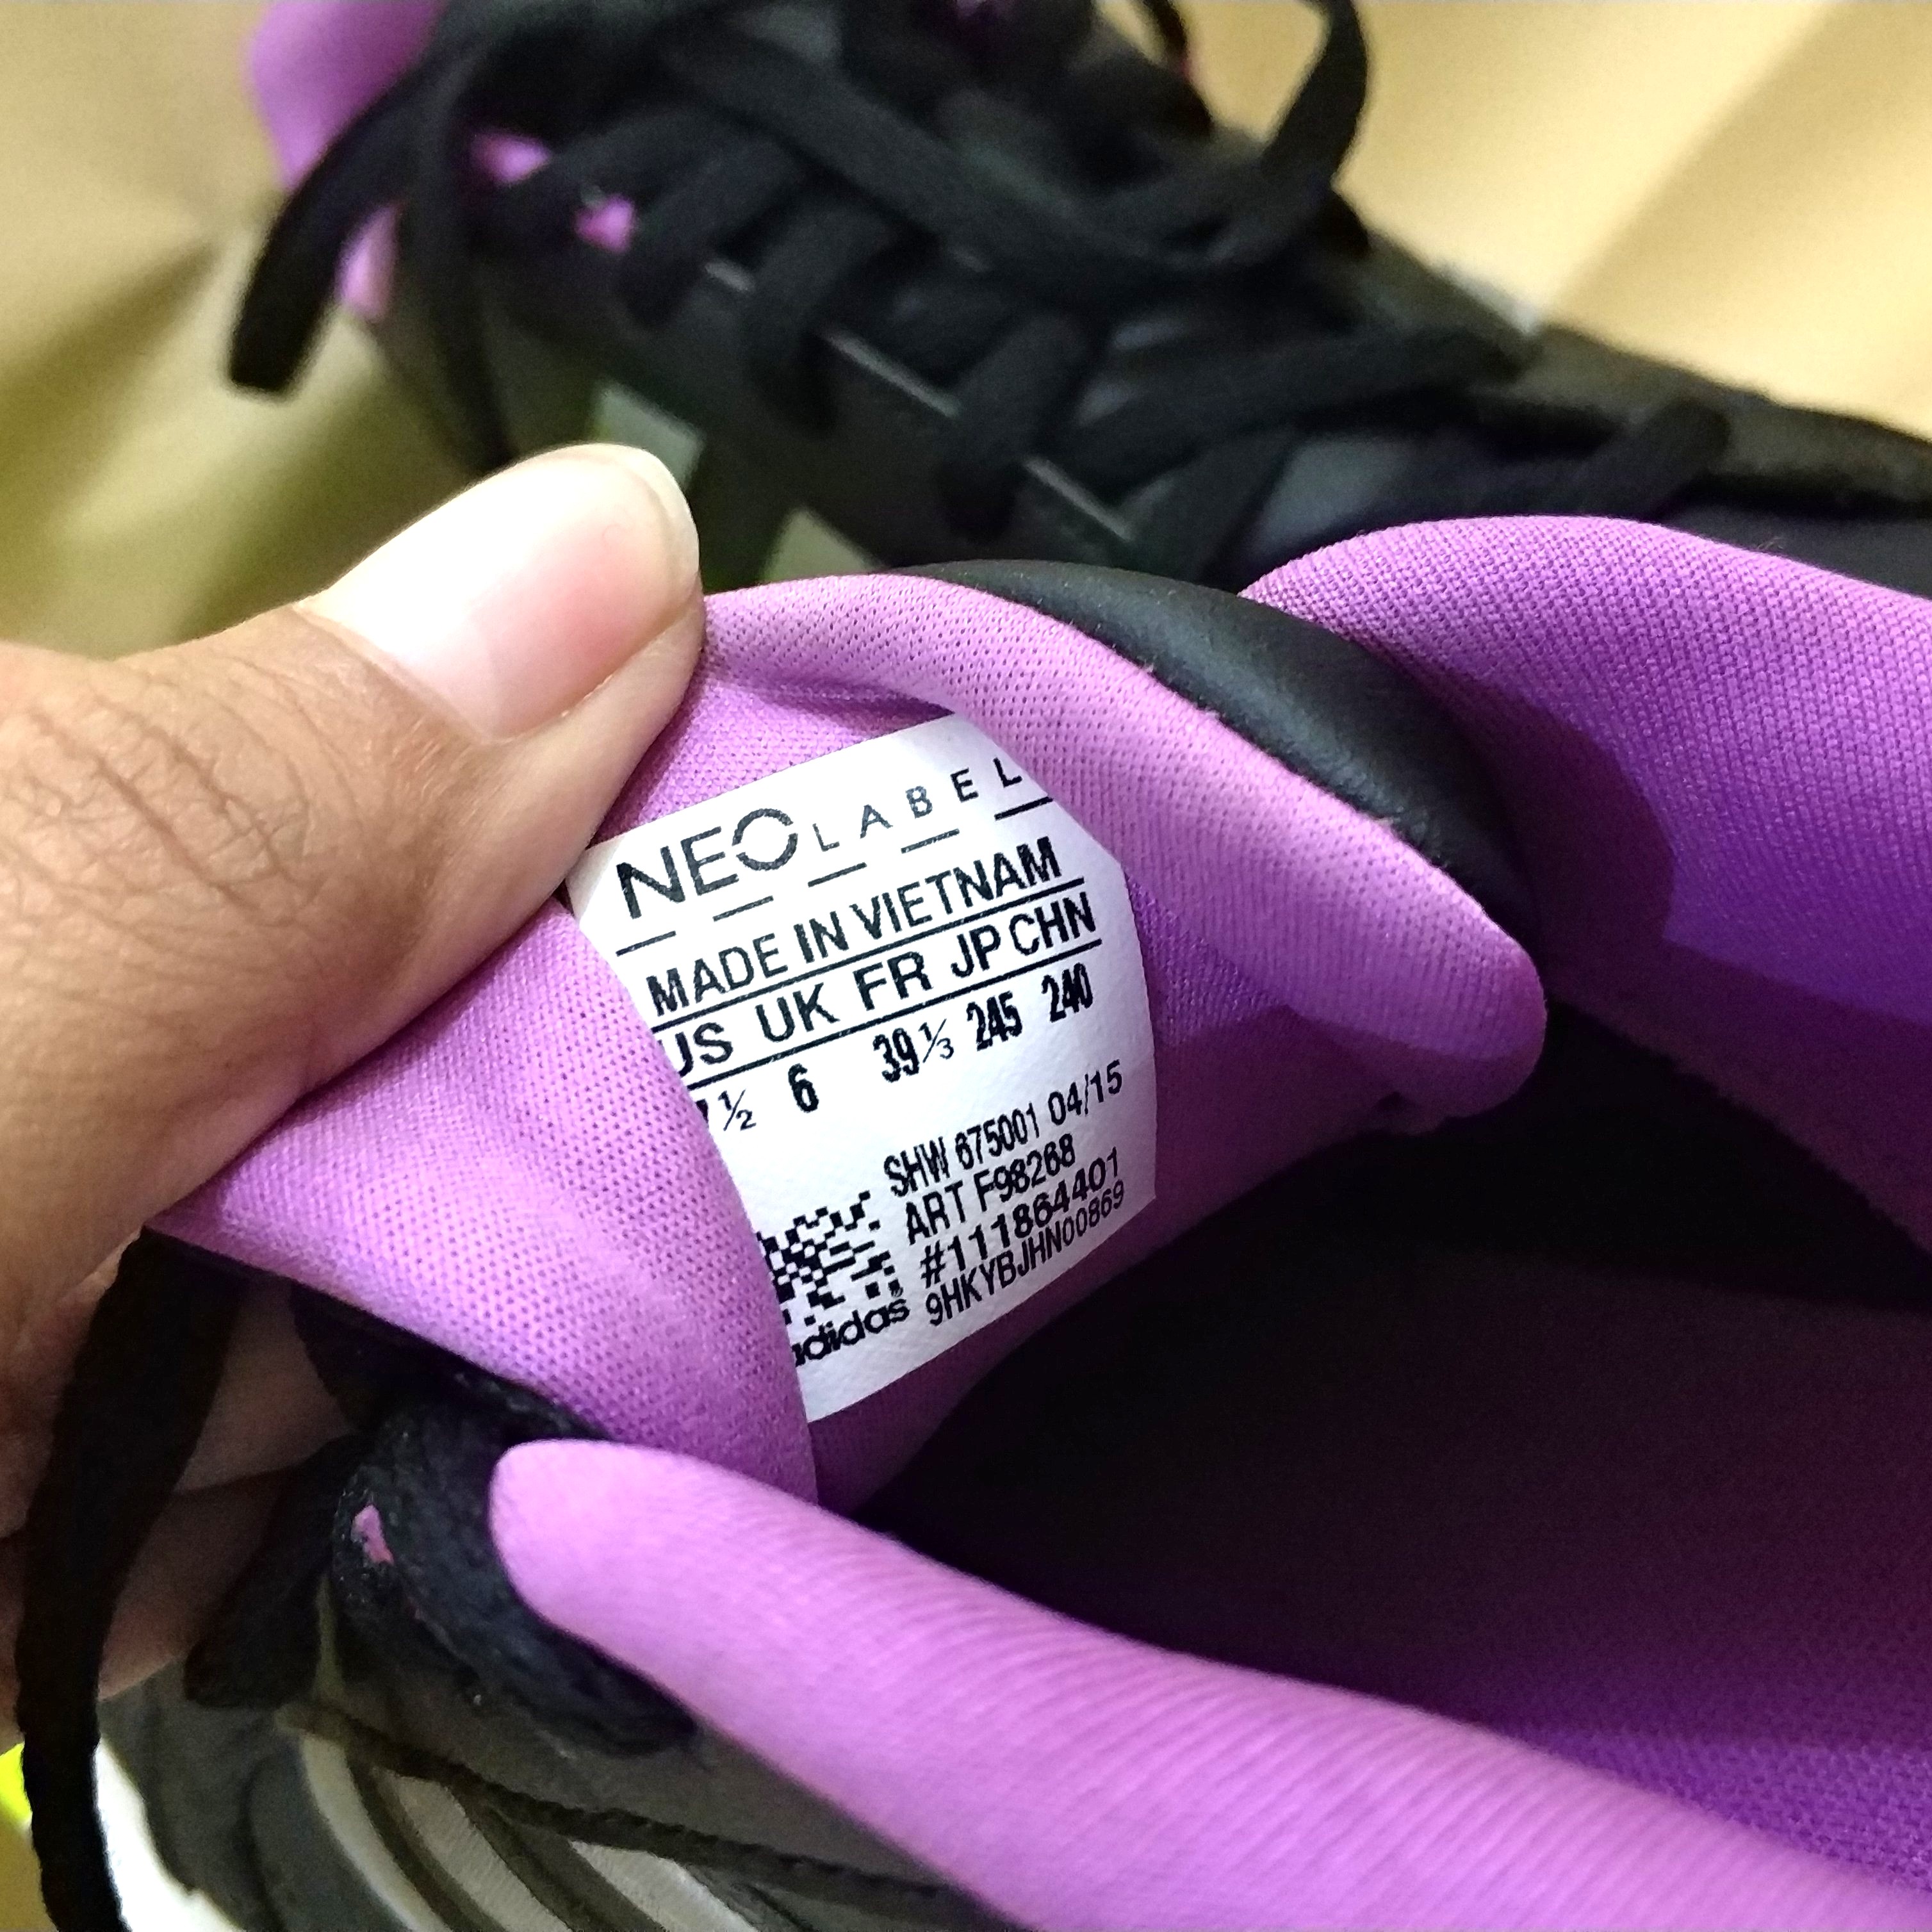 NEO LABEL
MADE IN VIETNAM
US UK FR JP CHN
½ 6 39⅓ 245 240
SHW 675001 04/15
ART F98268
#111864401
9HKYBJHN00869
adidas